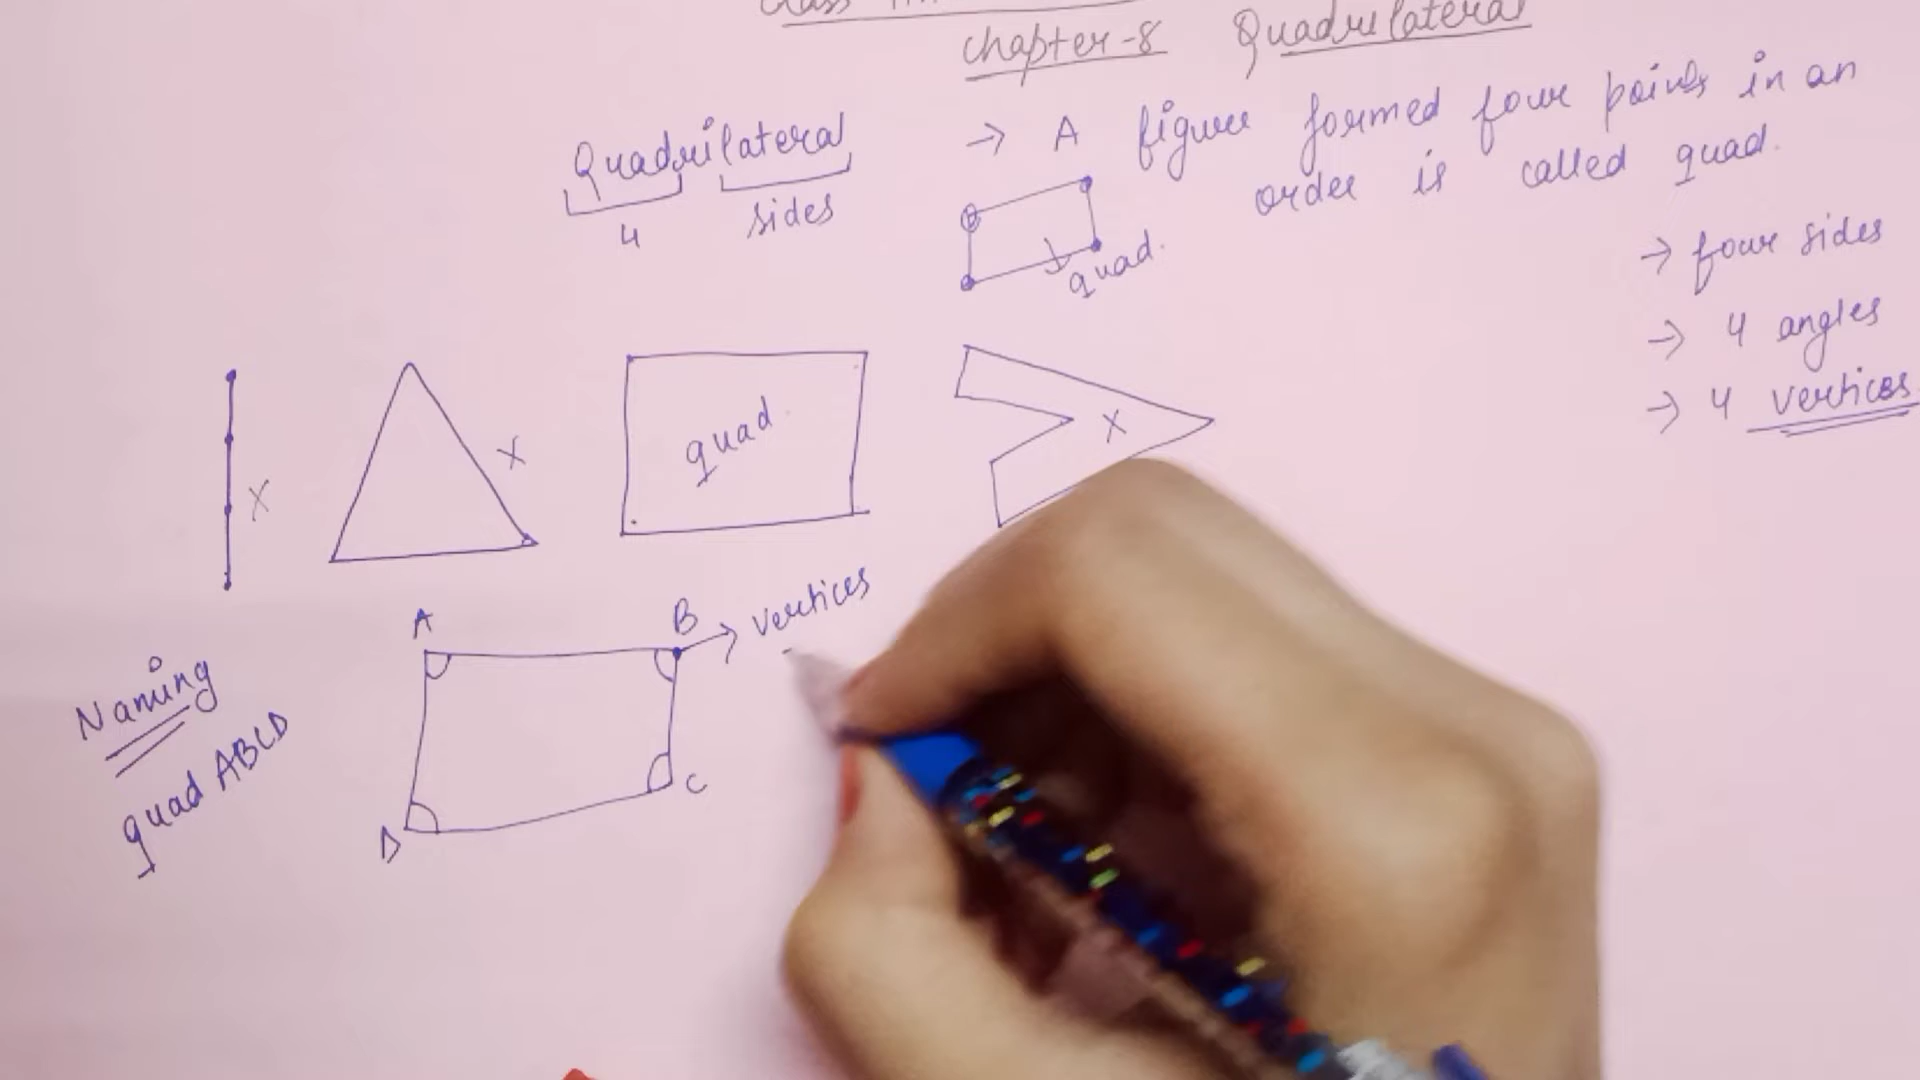 chapter-8 Quadrilateral
Quadrilateral
4 sides
→ A figure formed four points in an
order is called quad.
quad.
→ four sides
→ 4 angles
→ 4 vertices
X
X
quad
X
A
B → vertices
C
D
Naming
quad ABCD